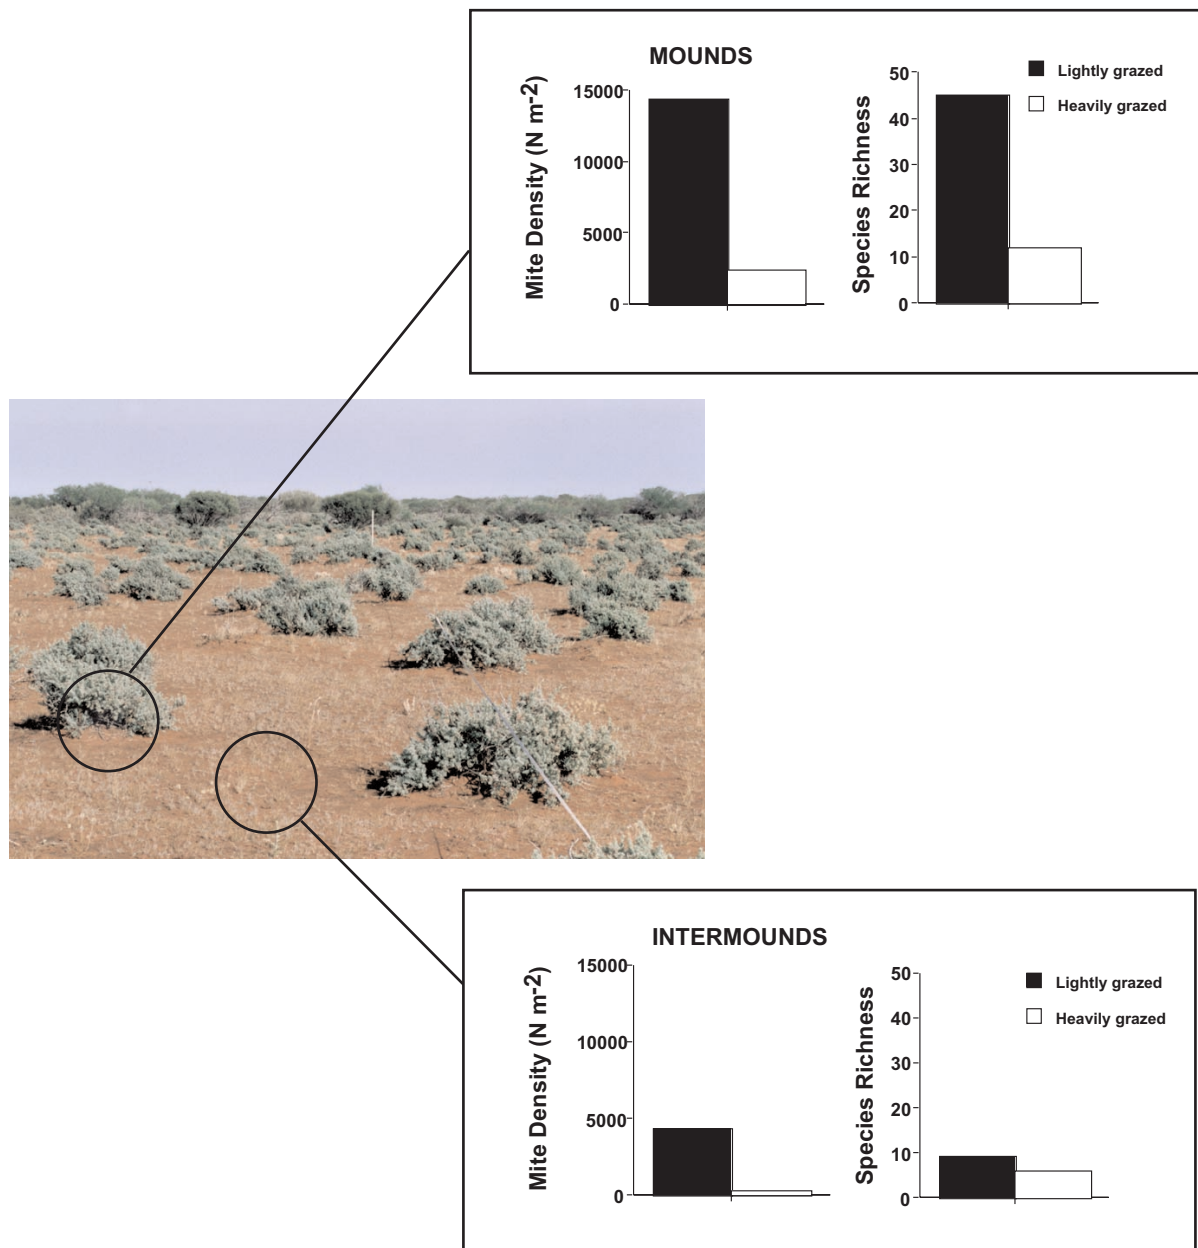 MOUNDS
Mite Density (N m-2)
15000
10000
5000
0
Species Richness
50
40
30
20
10
0
Lightly grazed
Heavily grazed
INTERMOUNDS
Mite Density (N m-2)
15000
10000
5000
0
Species Richness
50
40
30
20
10
0
Lightly grazed
Heavily grazed